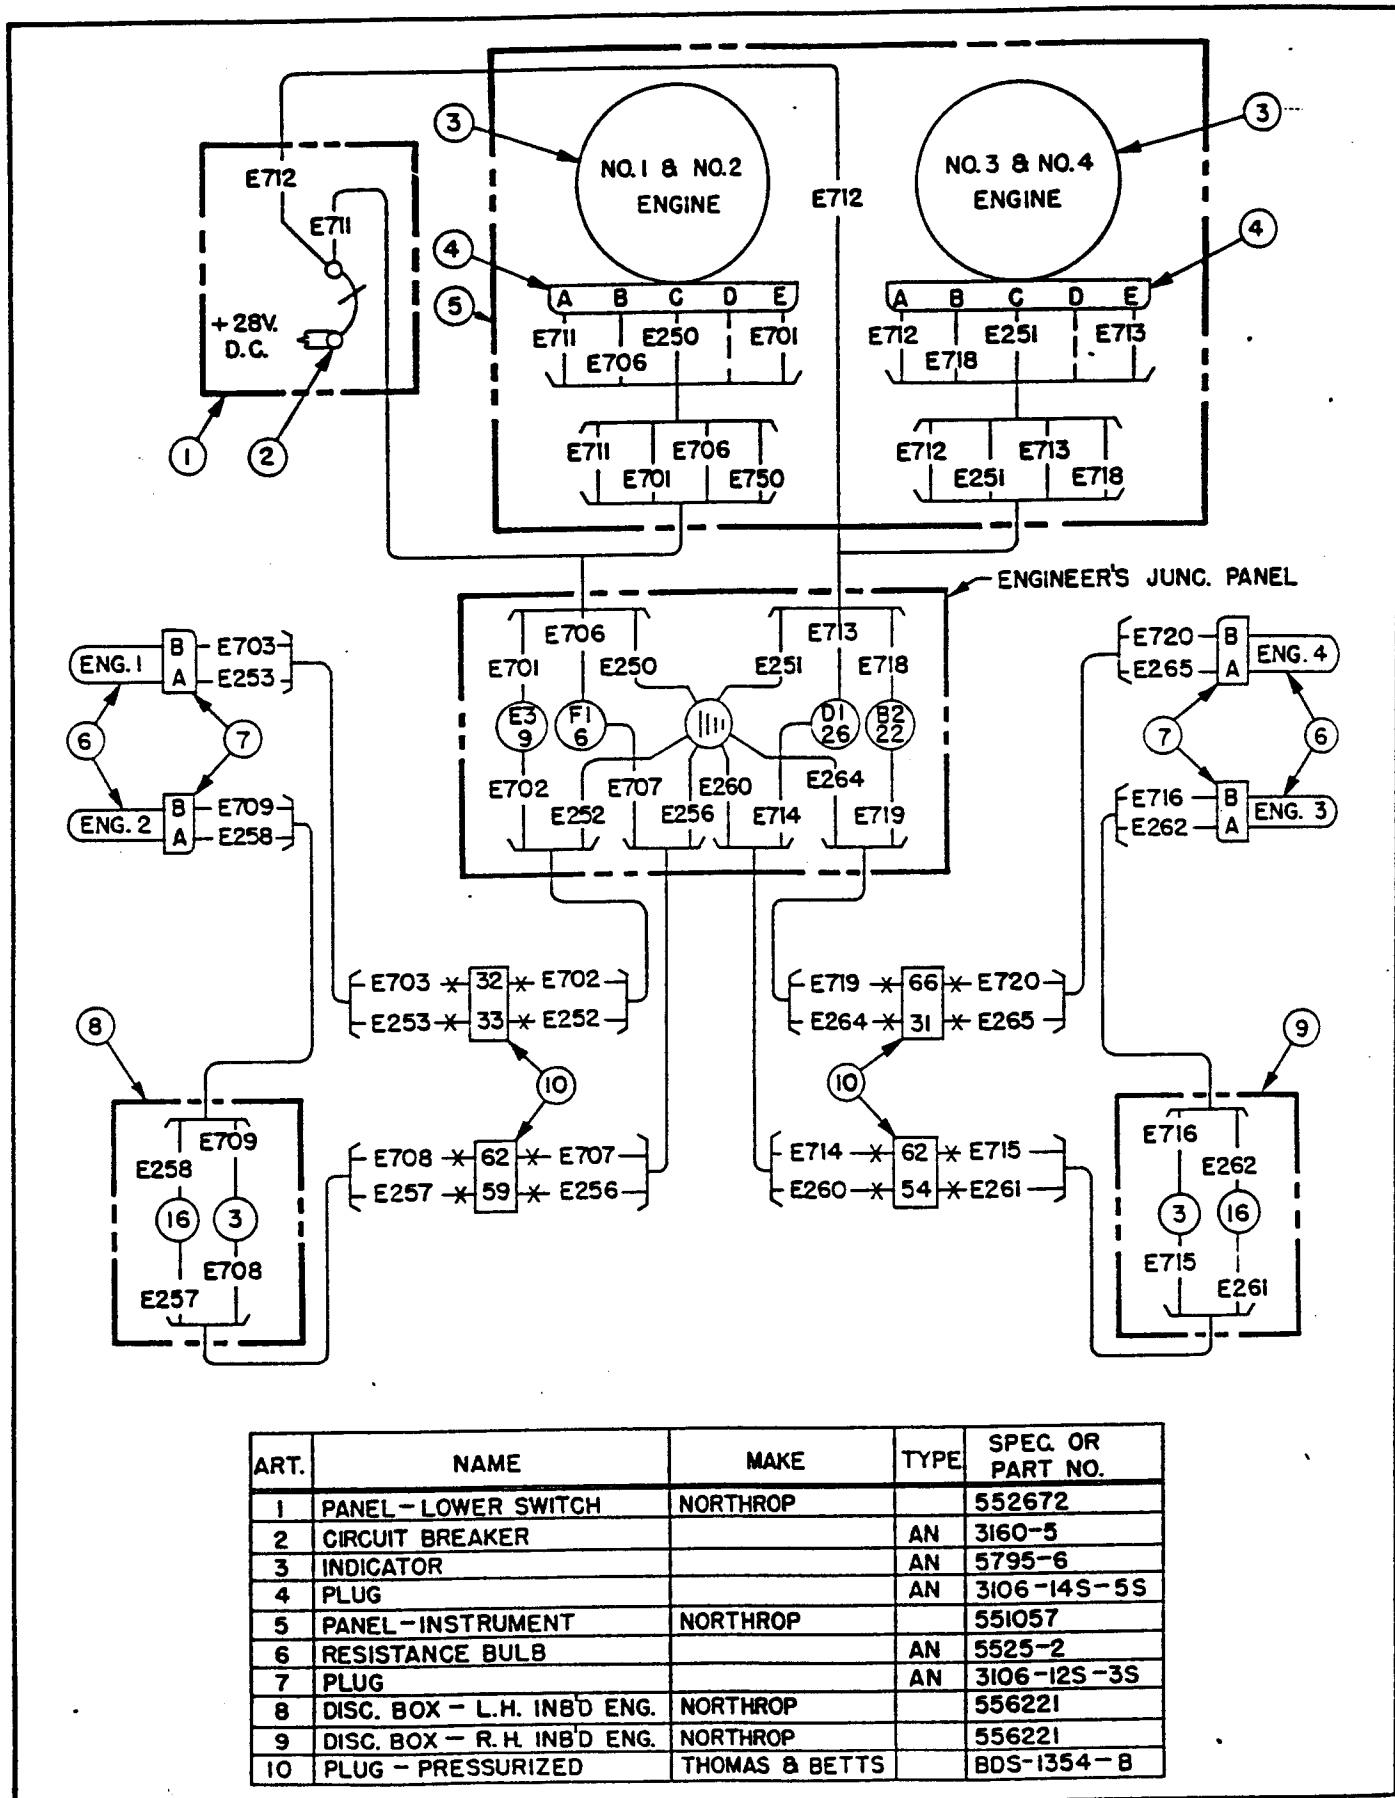 3
3
NO. 1 & NO. 2
ENGINE
NO. 3 & NO. 4
ENGINE
E712
E711
E712
4
4
5
A B C D E
A B C D E
+28V.
D.C.
E711 E250 E701
E706
E712 E251 E713
E718
1
2
E711 E706
E701 E750
E712 E713
E251 E718
ENGINEER'S JUNC. PANEL
ENG. 1
B E703
A E253
E706
E701 E250
E713
E251 E718
E720 B
E265 A
ENG. 4
6
7
E3
9
F1
6
D1
26
B2
22
7
6
ENG. 2
B E709
A E258
E702 E707 E260 E264
E252 E256 E714 E719
E716 B
E262 A
ENG. 3
E703 32 E702
E253 33 E252
E719 66 E720
E264 31 E265
8
10
10
9
E709
E258
E708 62 E707
E257 59 E256
E714 62 E715
E260 54 E261
E716
E262
16 3
3 16
E708
E257
E715
E261
ART. NAME MAKE TYPE SPEC. OR PART NO.
1 PANEL-LOWER SWITCH NORTHROP 552672
2 CIRCUIT BREAKER AN 3160-5
3 INDICATOR AN 5795-6
4 PLUG AN 3106-14S-5S
5 PANEL-INSTRUMENT NORTHROP 551057
6 RESISTANCE BULB AN 5525-2
7 PLUG AN 3106-12S-3S
8 DISC. BOX - L.H. INB'D ENG. NORTHROP 556221
9 DISC. BOX - R.H. INB'D ENG. NORTHROP 556221
10 PLUG - PRESSURIZED THOMAS & BETTS BDS-1354-B